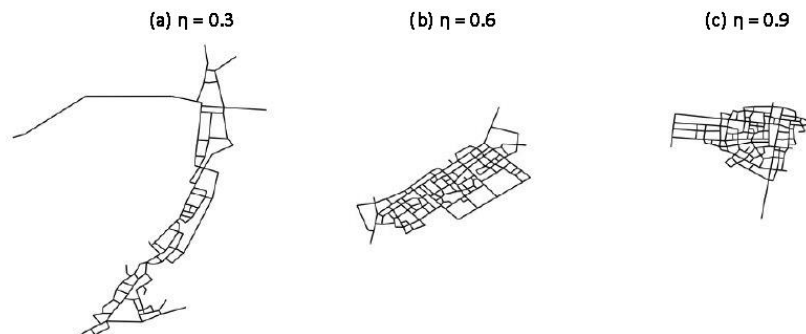 (a) η = 0.3
(b) η = 0.6
(c) η = 0.9